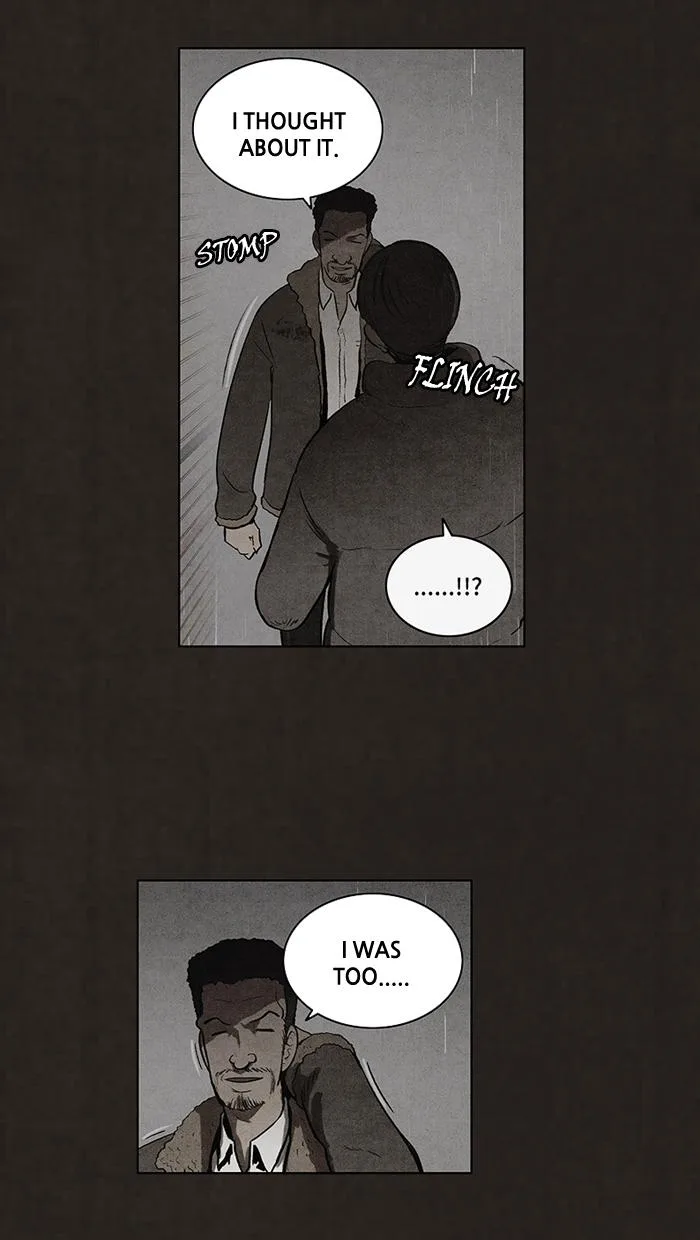 I THOUGHT
ABOUT IT.
STOMP
FLINCH
......!!?
I WAS
TOO.....